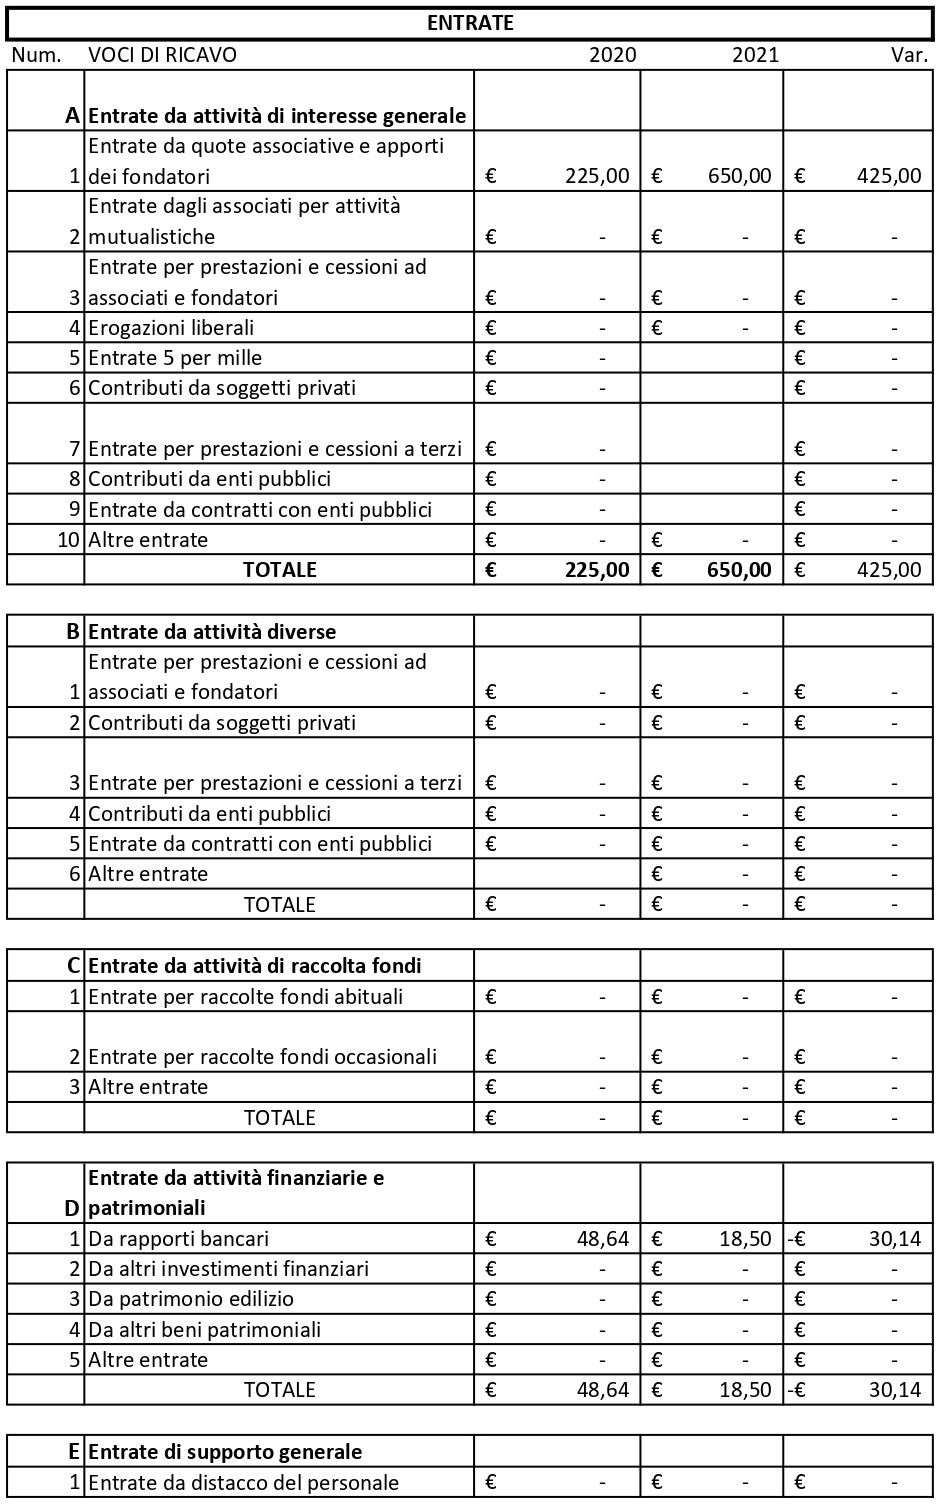 ENTRATE
Num. VOCI DI RICAVO 2020 2021 Var.
A Entrate da attività di interesse generale
Entrate da quote associative e apporti
1 dei fondatori € 225,00 € 650,00 € 425,00
Entrate dagli associati per attività
2 mutualistiche € - € - € -
Entrate per prestazioni e cessioni ad
3 associati e fondatori € - € - € -
4 Erogazioni liberali € - € - € -
5 Entrate 5 per mille € - € -
6 Contributi da soggetti privati € - € -
7 Entrate per prestazioni e cessioni a terzi € - € -
8 Contributi da enti pubblici € - € -
9 Entrate da contratti con enti pubblici € - € -
10 Altre entrate € - € - € -
TOTALE € 225,00 € 650,00 € 425,00
B Entrate da attività diverse
Entrate per prestazioni e cessioni ad
1 associati e fondatori € - € - € -
2 Contributi da soggetti privati € - € - € -
3 Entrate per prestazioni e cessioni a terzi € - € - € -
4 Contributi da enti pubblici € - € - € -
5 Entrate da contratti con enti pubblici € - € - € -
6 Altre entrate € - € -
TOTALE € - € - € -
C Entrate da attività di raccolta fondi
1 Entrate per raccolte fondi abituali € - € - € -
2 Entrate per raccolte fondi occasionali € - € - € -
3 Altre entrate € - € - € -
TOTALE € - € - € -
Entrate da attività finanziarie e
D patrimoniali
1 Da rapporti bancari € 48,64 € 18,50 -€ 30,14
2 Da altri investimenti finanziari € - € - € -
3 Da patrimonio edilizio € - € - € -
4 Da altri beni patrimoniali € - € - € -
5 Altre entrate € - € - € -
TOTALE € 48,64 € 18,50 -€ 30,14
E Entrate di supporto generale
1 Entrate da distacco del personale € - € - € -